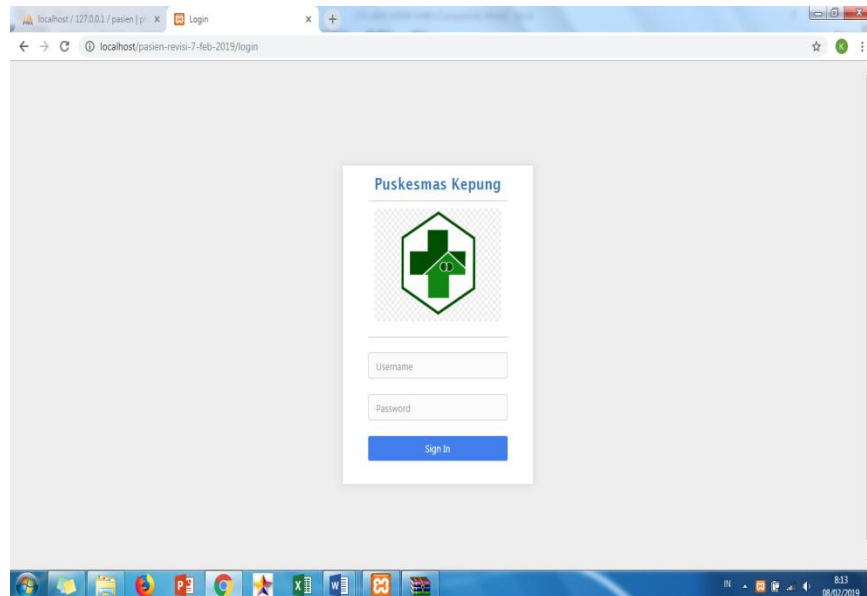 localhost / 127.0.0.1 / pasien | p
Login
localhost/pasien-revisi-7-feb-2019/login
K
Puskesmas Kepung
Username
Password
Sign In
IN
8:13
08/02/2019